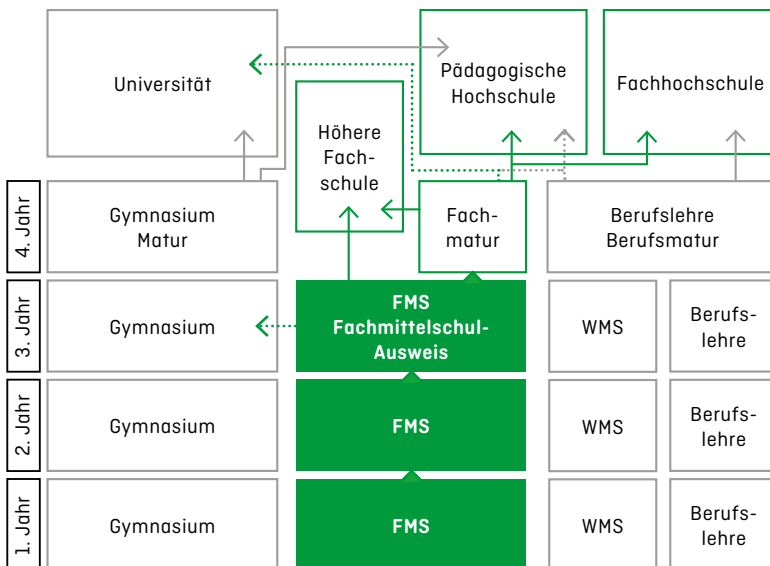 Universität
Pädagogische
Hochschule
Fachhochschule
Höhere
Fach-
schule
4. Jahr
Gymnasium
Matur
Fach-
matur
Berufslehre
Berufsmatur
3. Jahr
Gymnasium
FMS
Fachmittelschul-
Ausweis
WMS
Berufs-
lehre
2. Jahr
Gymnasium
FMS
WMS
Berufs-
lehre
1. Jahr
Gymnasium
FMS
WMS
Berufs-
lehre